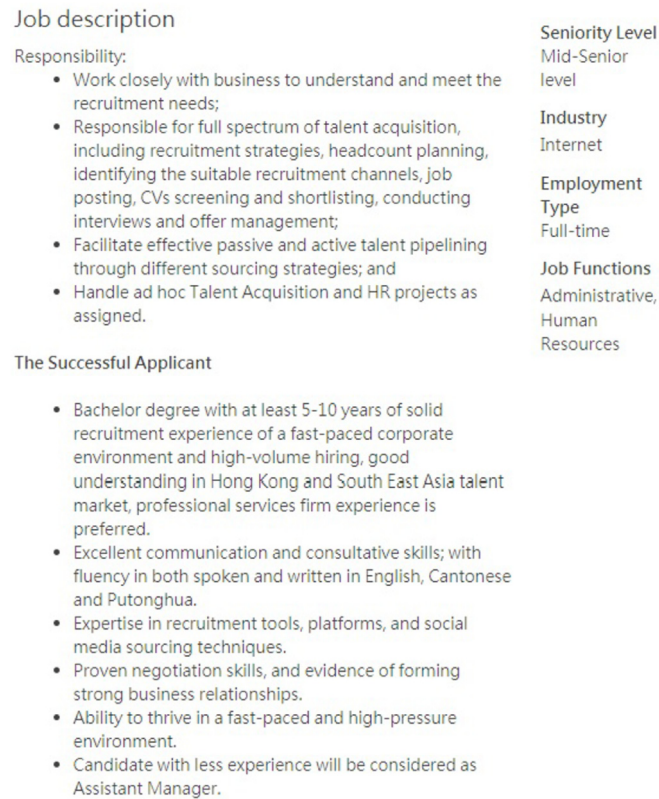 Job description
Responsibility:
• Work closely with business to understand and meet the
recruitment needs;
• Responsible for full spectrum of talent acquisition,
including recruitment strategies, headcount planning,
identifying the suitable recruitment channels, job
posting, CVs screening and shortlisting, conducting
interviews and offer management;
• Facilitate effective passive and active talent pipelining
through different sourcing strategies; and
• Handle ad hoc Talent Acquisition and HR projects as
assigned.
The Successful Applicant
• Bachelor degree with at least 5-10 years of solid
recruitment experience of a fast-paced corporate
environment and high-volume hiring, good
understanding in Hong Kong and South East Asia talent
market, professional services firm experience is
preferred.
• Excellent communication and consultative skills; with
fluency in both spoken and written in English, Cantonese
and Putonghua.
• Expertise in recruitment tools, platforms, and social
media sourcing techniques.
• Proven negotiation skills, and evidence of forming
strong business relationships.
• Ability to thrive in a fast-paced and high-pressure
environment.
• Candidate with less experience will be considered as
Assistant Manager.
Seniority Level
Mid-Senior
level
Industry
Internet
Employment
Type
Full-time
Job Functions
Administrative,
Human
Resources